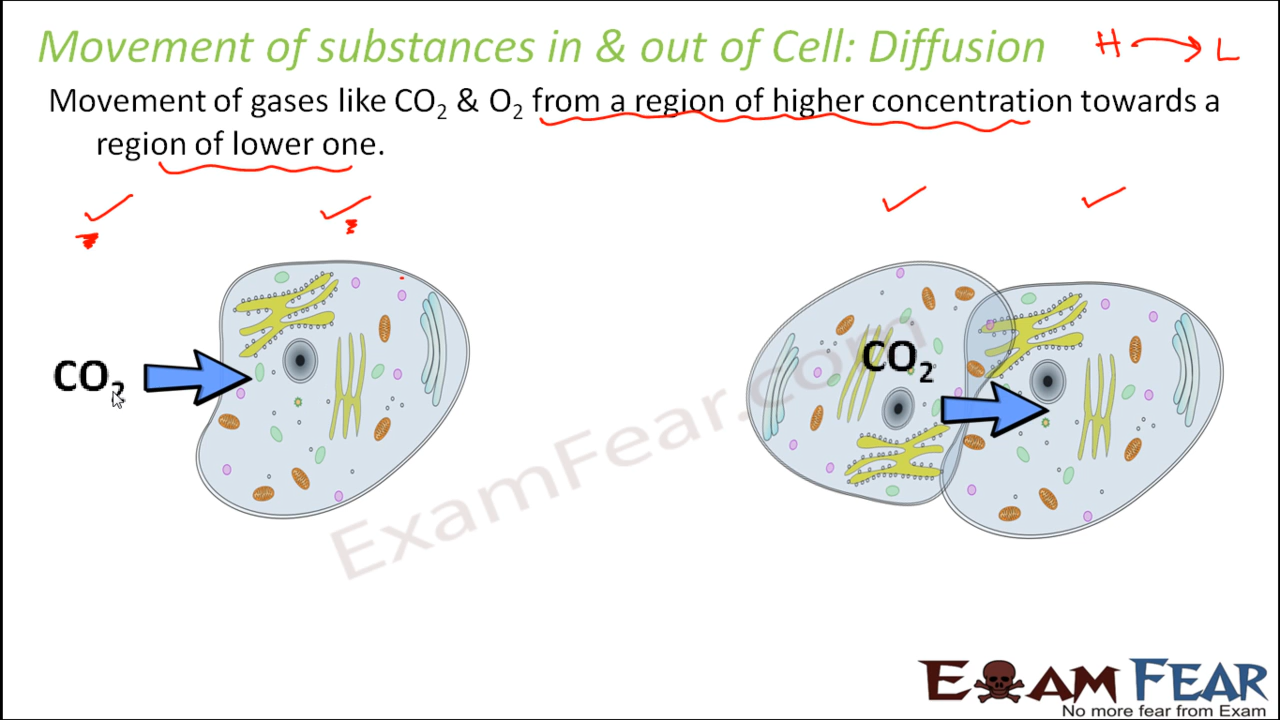 Movement of substances in & out of Cell: Diffusion H L
Movement of gases like CO₂ & O₂ from a region of higher concentration towards a
region of lower one.
CO₂
CO₂
ExamFear.com
EXAM FEAR
No more fear from Exam